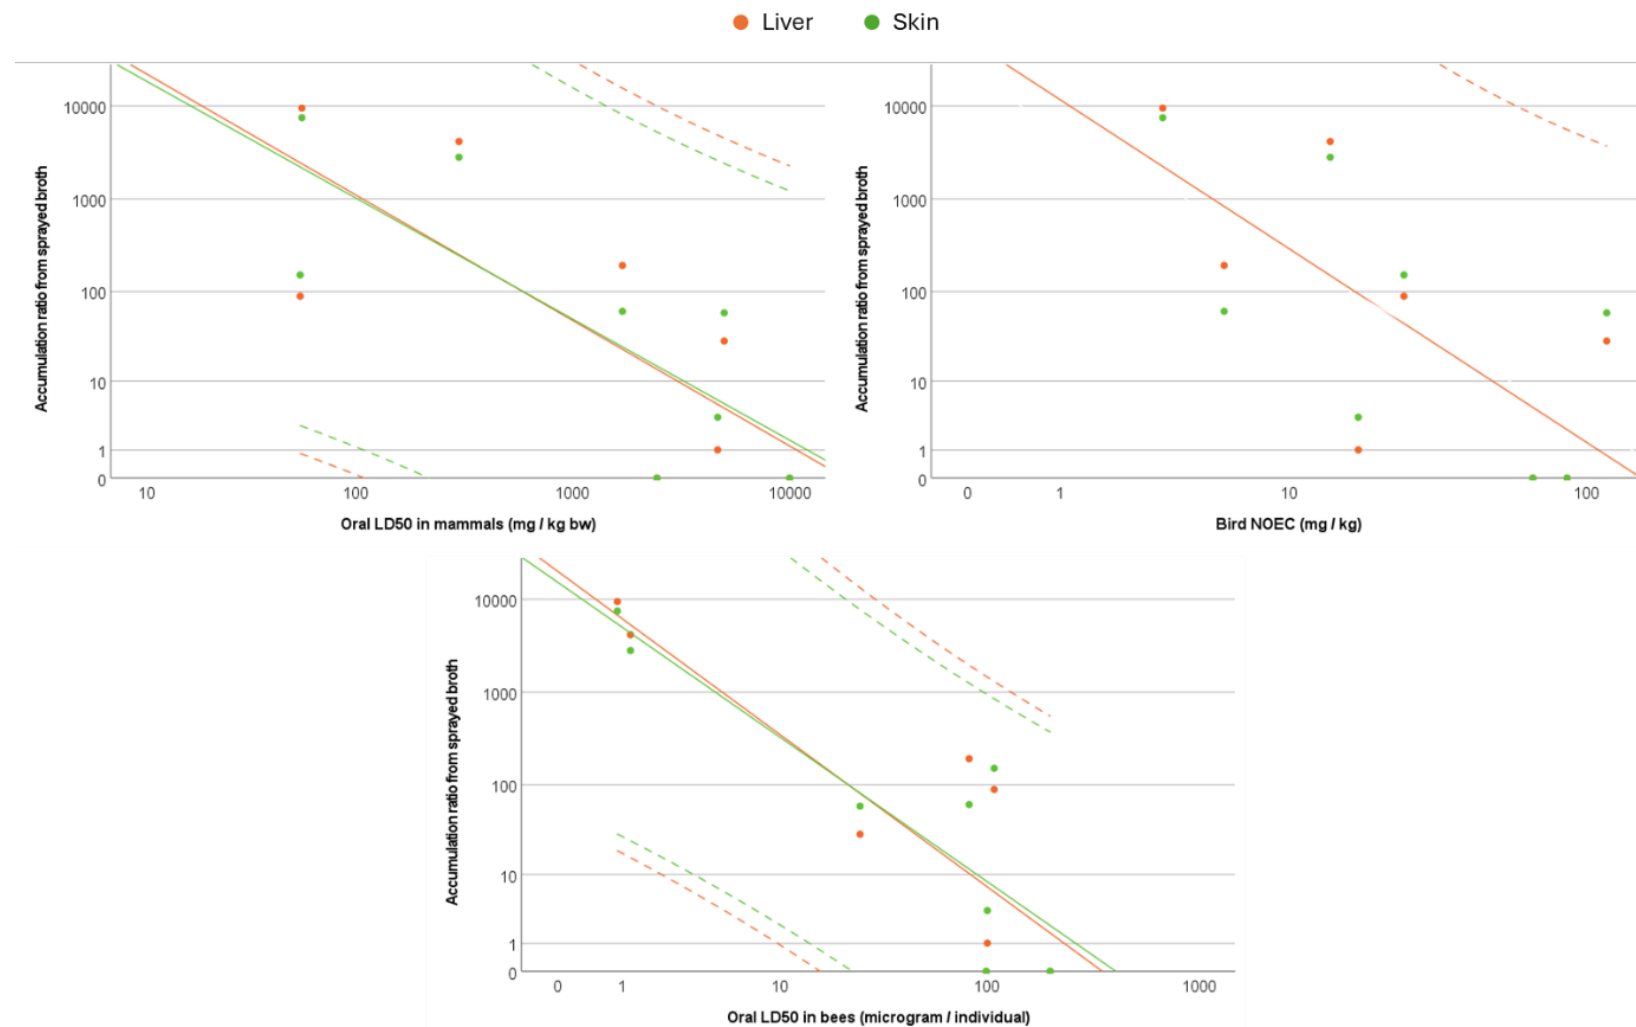 Liver Skin
Accumulation ratio from sprayed broth
10000
1000
100
10
1
0
10 100 1000 10000
Oral LD50 in mammals (mg / kg bw)
Accumulation ratio from sprayed broth
10000
1000
100
10
1
0
0 1 10 100
Bird NOEC (mg / kg)
Accumulation ratio from sprayed broth
10000
1000
100
10
1
0
0 1 10 100 1000
Oral LD50 in bees (microgram / individual)